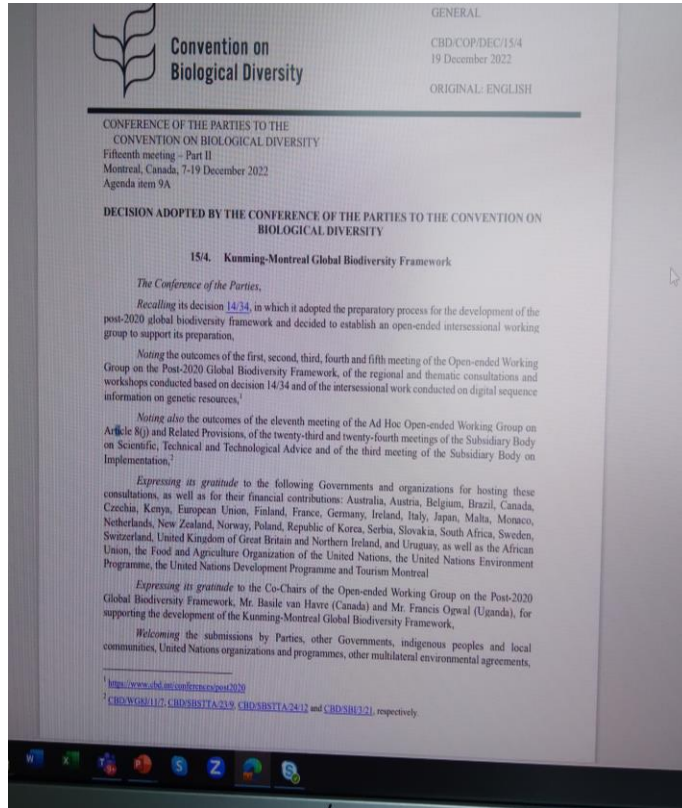 GENERAL
CBD/COP/DEC/15/4
19 December 2022
ORIGINAL: ENGLISH
Convention on
Biological Diversity
CONFERENCE OF THE PARTIES TO THE
CONVENTION ON BIOLOGICAL DIVERSITY
Fifteenth meeting – Part II
Montreal, Canada, 7-19 December 2022
Agenda item 9A
DECISION ADOPTED BY THE CONFERENCE OF THE PARTIES TO THE CONVENTION ON
BIOLOGICAL DIVERSITY
15/4. Kunming-Montreal Global Biodiversity Framework
The Conference of the Parties,
Recalling its decision 14/34, in which it adopted the preparatory process for the development of the
post-2020 global biodiversity framework and decided to establish an open-ended intersessional working
group to support its preparation,
Noting the outcomes of the first, second, third, fourth and fifth meeting of the Open-ended Working
Group on the Post-2020 Global Biodiversity Framework, of the regional and thematic consultations and
workshops conducted based on decision 14/34 and of the intersessional work conducted on digital sequence
information on genetic resources,1
Noting also the outcomes of the eleventh meeting of the Ad Hoc Open-ended Working Group on
Article 8(j) and Related Provisions, of the twenty-third and twenty-fourth meetings of the Subsidiary Body
on Scientific, Technical and Technological Advice and of the third meeting of the Subsidiary Body on
Implementation,2
Expressing its gratitude to the following Governments and organizations for hosting these
consultations, as well as for their financial contributions: Australia, Austria, Belgium, Brazil, Canada,
Czechia, Kenya, European Union, Finland, France, Germany, Ireland, Italy, Japan, Malta, Monaco,
Netherlands, New Zealand, Norway, Poland, Republic of Korea, Serbia, Slovakia, South Africa, Sweden,
Switzerland, United Kingdom of Great Britain and Northern Ireland, and Uruguay, as well as the African
Union, the Food and Agriculture Organization of the United Nations, the United Nations Environment
Programme, the United Nations Development Programme and Tourism Montreal
Expressing its gratitude to the Co-Chairs of the Open-ended Working Group on the Post-2020
Global Biodiversity Framework, Mr. Basile van Havre (Canada) and Mr. Francis Ogwal (Uganda), for
supporting the development of the Kunming-Montreal Global Biodiversity Framework,
Welcoming the submissions by Parties, other Governments, indigenous peoples and local
communities, United Nations organizations and programmes, other multilateral environmental agreements,
1 https://www.cbd.int/conferences/post2020
2 CBD/WG8J/11/7, CBD/SBSTTA/23/9, CBD/SBSTTA/24/12 and CBD/SBI/3/21, respectively